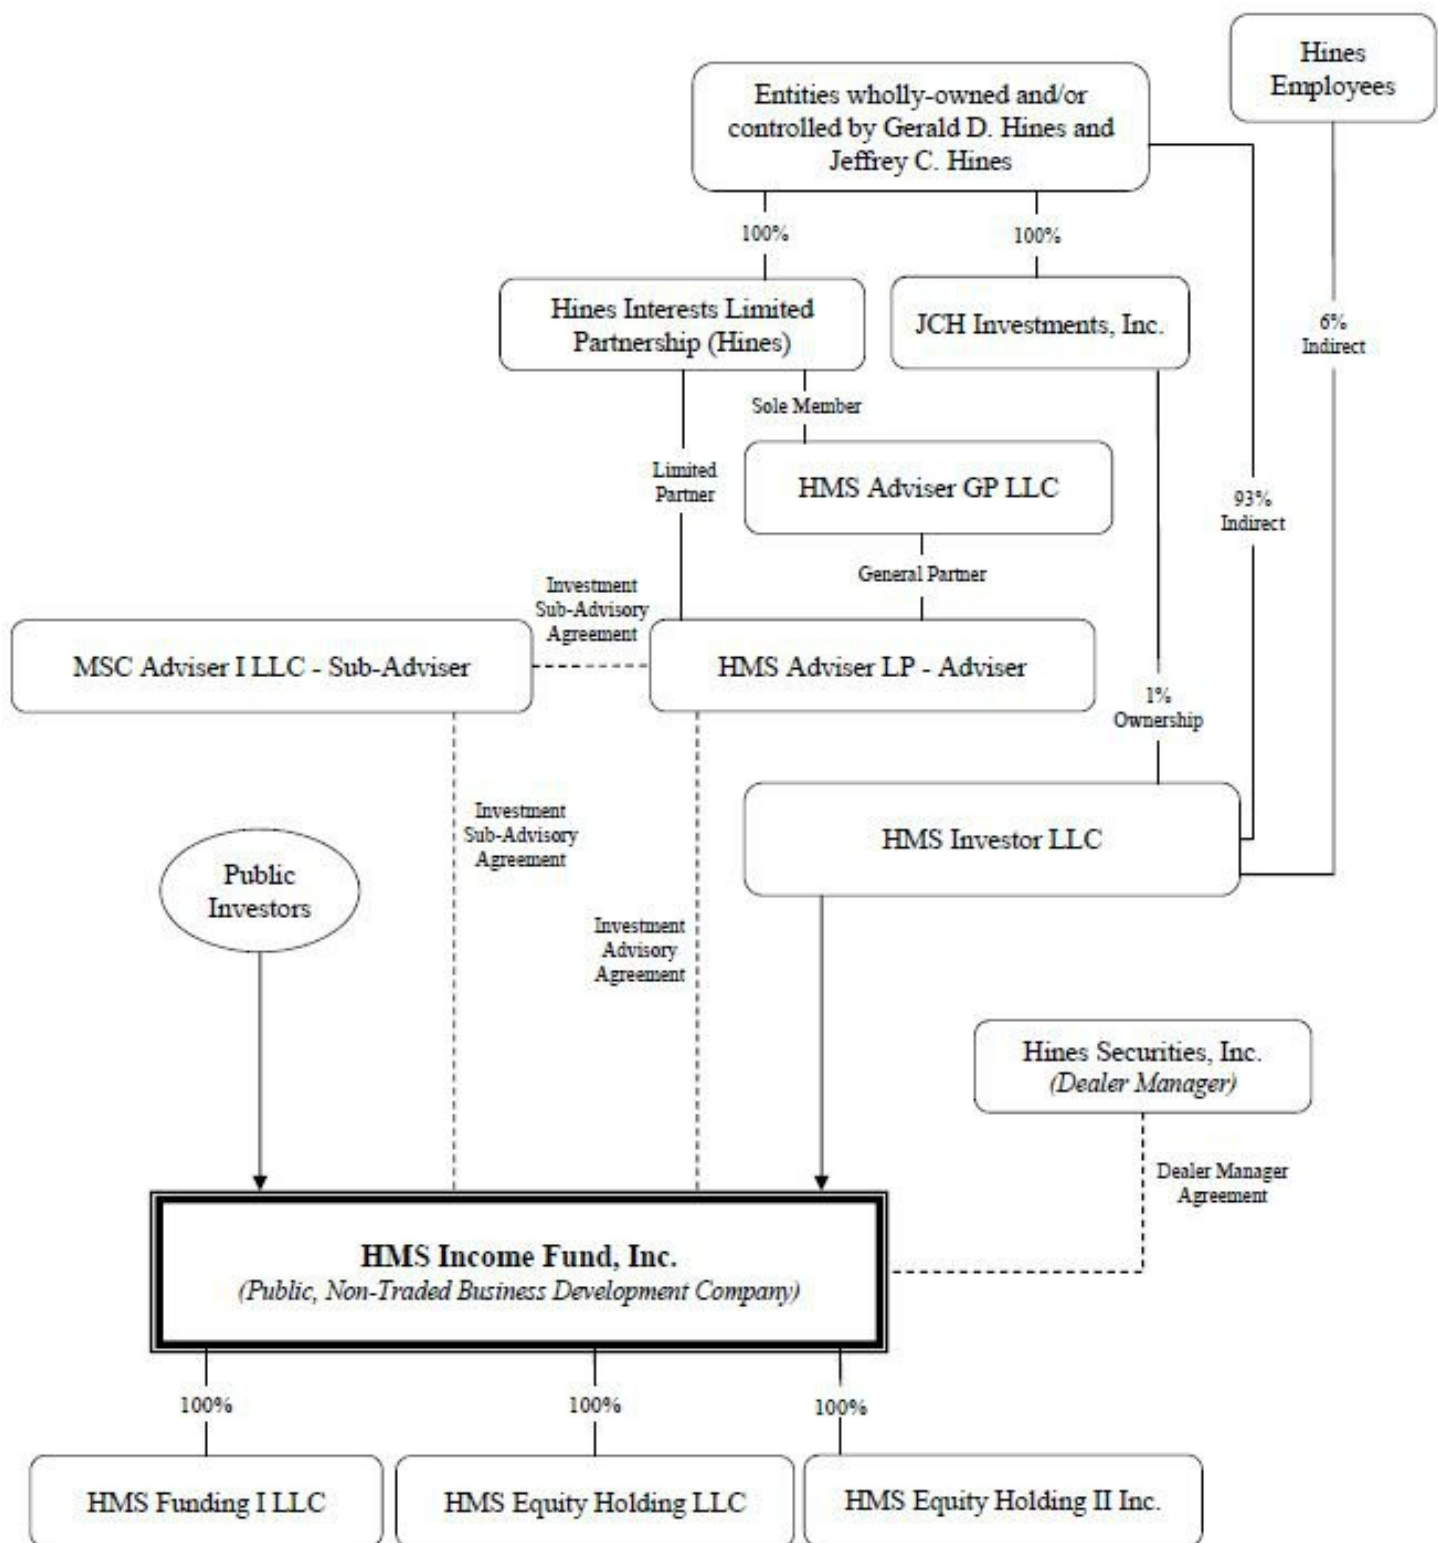 Hines
Employees
Entities wholly-owned and/or
controlled by Gerald D. Hines and
Jeffrey C. Hines
100%
100%
Hines Interests Limited
Partnership (Hines)
JCH Investments, Inc.
6%
Indirect
Sole Member
Limited
Partner
HMS Adviser GP LLC
93%
Indirect
General Partner
Investment
Sub-Advisory
Agreement
MSC Adviser I LLC - Sub-Adviser
HMS Adviser LP - Adviser
1%
Ownership
Investment
Sub-Advisory
Agreement
HMS Investor LLC
Public
Investors
Investment
Advisory
Agreement
Hines Securities, Inc.
(Dealer Manager)
Dealer Manager
Agreement
HMS Income Fund, Inc.
(Public, Non-Traded Business Development Company)
100%
100%
100%
HMS Funding I LLC
HMS Equity Holding LLC
HMS Equity Holding II Inc.